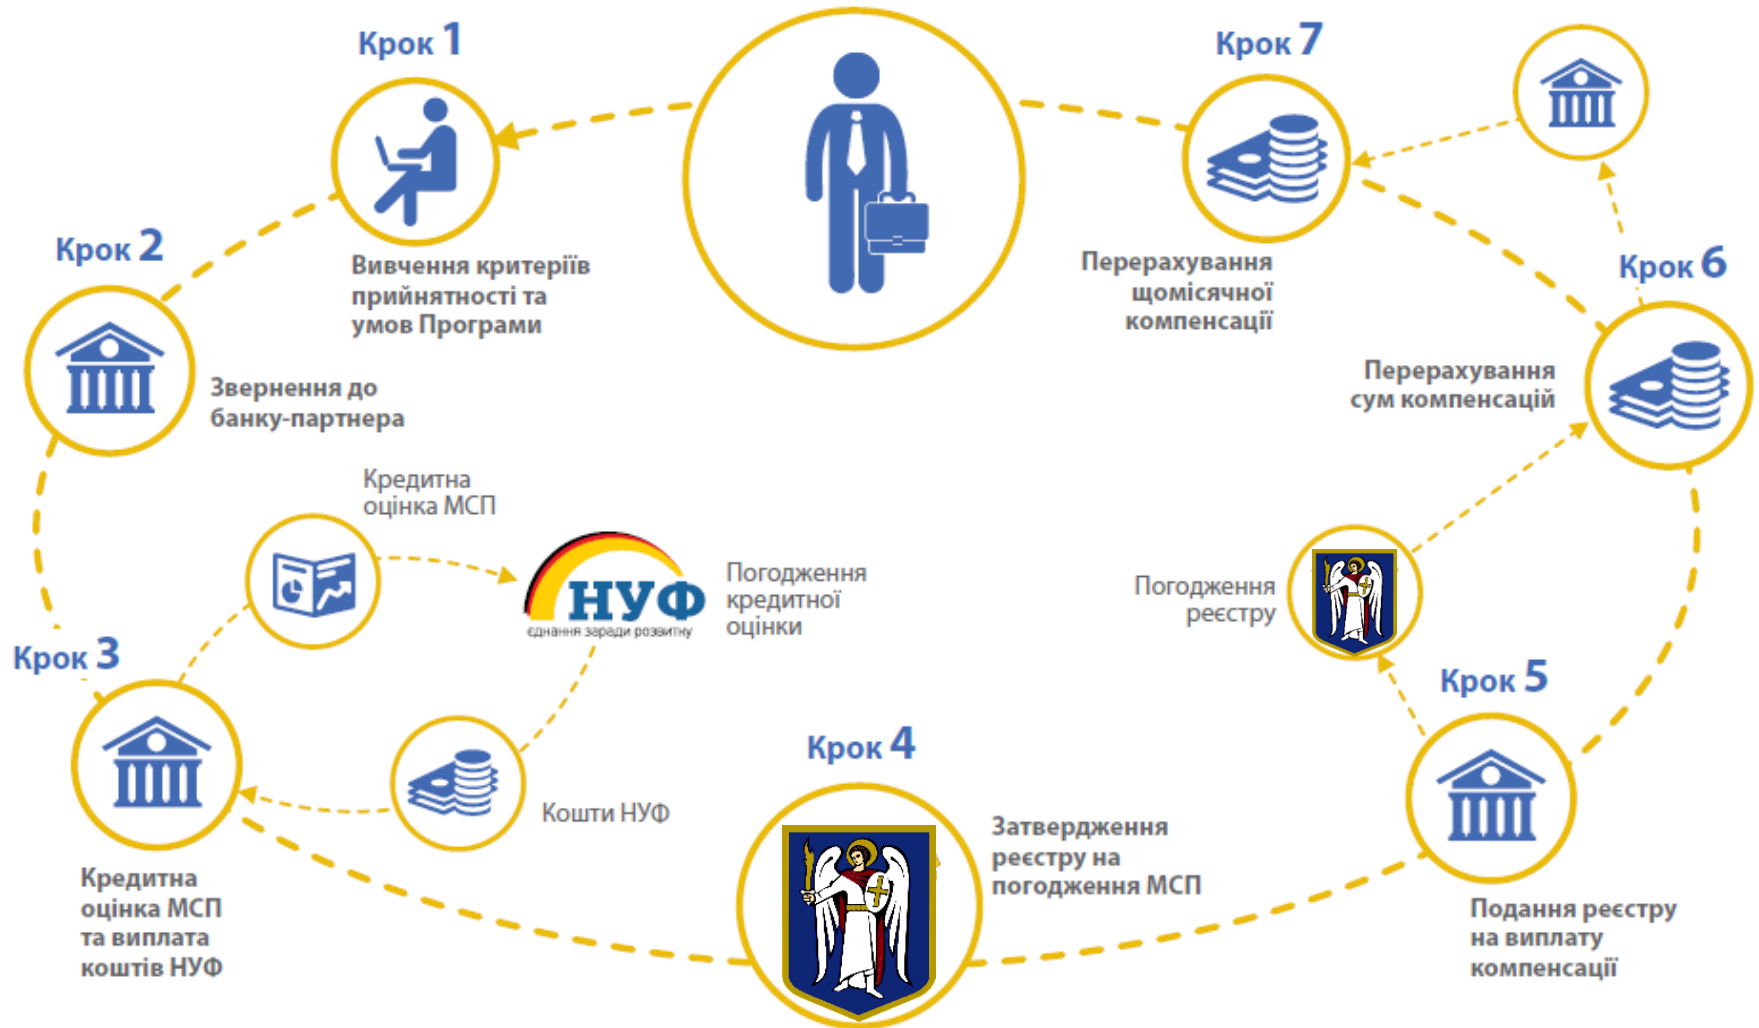 Крок 1
Вивчення критеріїв
прийнятності та
умов Програми
Крок 2
Звернення до
банку-партнера
Крок 3
Кредитна
оцінка МСП
та виплата
коштів НУФ
Кредитна
оцінка МСП
НУФ
єднання заради розвитку
Погодження
кредитної
оцінки
Кошти НУФ
Крок 4
Затвердження
реєстру на
погодження МСП
Крок 5
Подання реєстру
на виплату
компенсації
Погодження
реєстру
Крок 6
Перерахування
сум компенсацій
Крок 7
Перерахування
щомісячної
компенсації